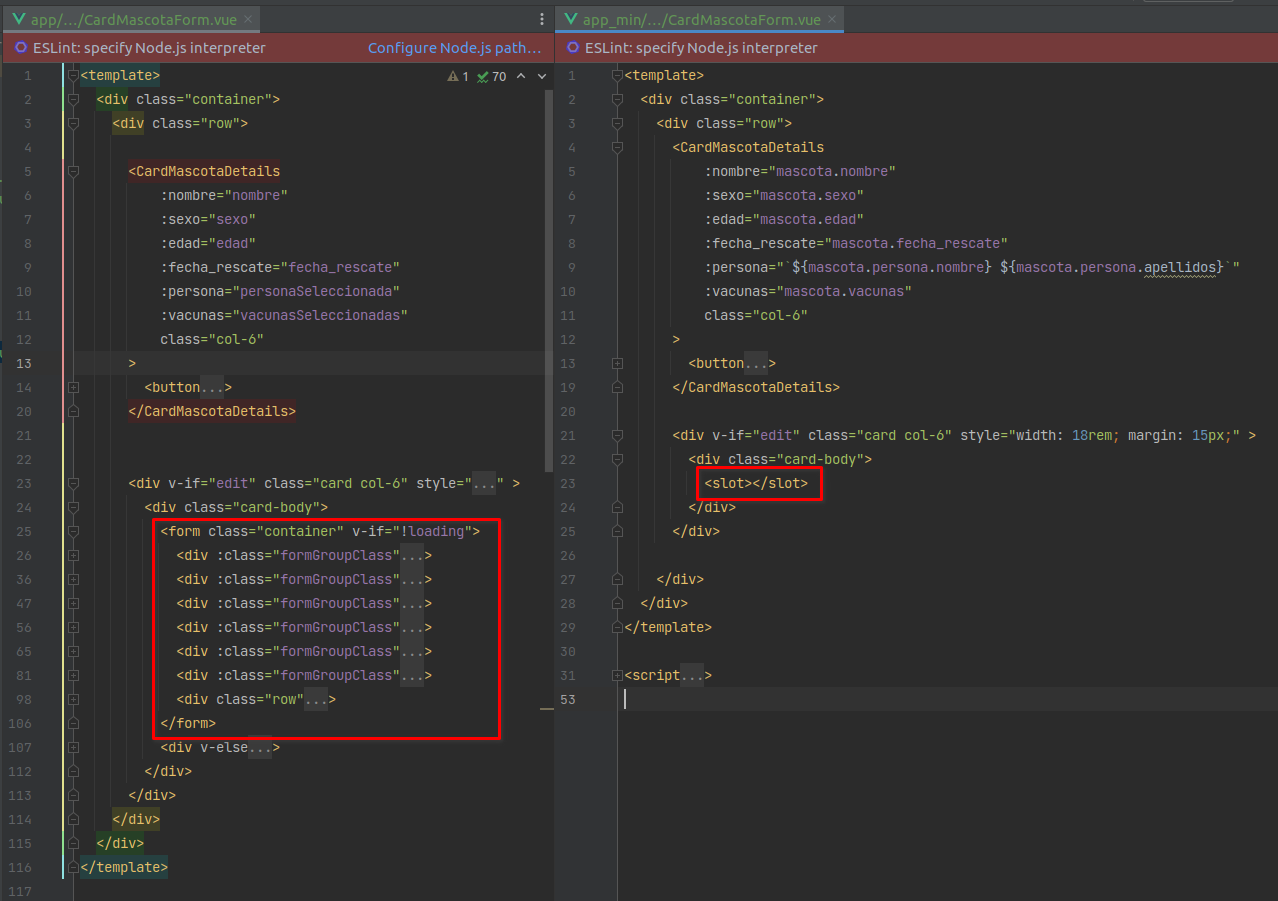 app/.../CardMascotaForm.vue
ESLint: specify Node.js interpreter Configure Node.js path...
1 <template>
2 <div class="container">
3 <div class="row">
4
5 <CardMascotaDetails
6 :nombre="nombre"
7 :sexo="sexo"
8 :edad="edad"
9 :fecha_rescate="fecha_rescate"
10 :persona="personaSeleccionada"
11 :vacunas="vacunasSeleccionadas"
12 class="col-6"
13 >
14 <button...>
20 </CardMascotaDetails>
21
22
23 <div v-if="edit" class="card col-6" style="..." >
24 <div class="card-body">
25 <form class="container" v-if="!loading">
26 <div :class="formGroupClass"...>
36 <div :class="formGroupClass"...>
47 <div :class="formGroupClass"...>
56 <div :class="formGroupClass"...>
65 <div :class="formGroupClass"...>
81 <div :class="formGroupClass"...>
98 <div class="row"...>
106 </form>
107 <div v-else...>
112 </div>
113 </div>
114 </div>
115 </div>
116 </template>
117
1 70
app_min/.../CardMascotaForm.vue
ESLint: specify Node.js interpreter
1 <template>
2 <div class="container">
3 <div class="row">
4 <CardMascotaDetails
5 :nombre="mascota.nombre"
6 :sexo="mascota.sexo"
7 :edad="mascota.edad"
8 :fecha_rescate="mascota.fecha_rescate"
9 :persona="`${mascota.persona.nombre} ${mascota.persona.apellidos}`"
10 :vacunas="mascota.vacunas"
11 class="col-6"
12 >
13 <button...>
19 </CardMascotaDetails>
20
21 <div v-if="edit" class="card col-6" style="width: 18rem; margin: 15px;" >
22 <div class="card-body">
23 <slot></slot>
24 </div>
25 </div>
26
27 </div>
28 </div>
29 </template>
30
31 <script...>
53